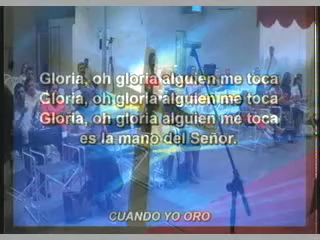 Gloria, oh gloria alguien me toca
Gloria, oh gloria alguien me toca
Gloria, oh gloria alguien me toca
es la mano del Señor.
CUANDO YO ORO